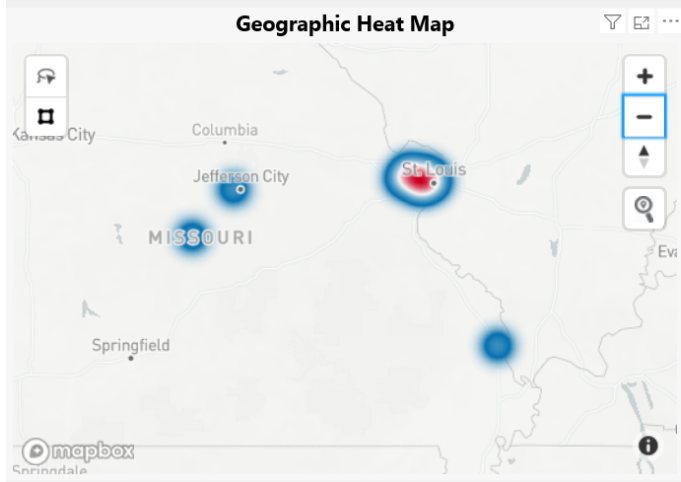 Geographic Heat Map
Kansas City
Columbia
St. Louis
Jefferson City
MISSOURI
Eva
Springfield
mapbox
Springdale